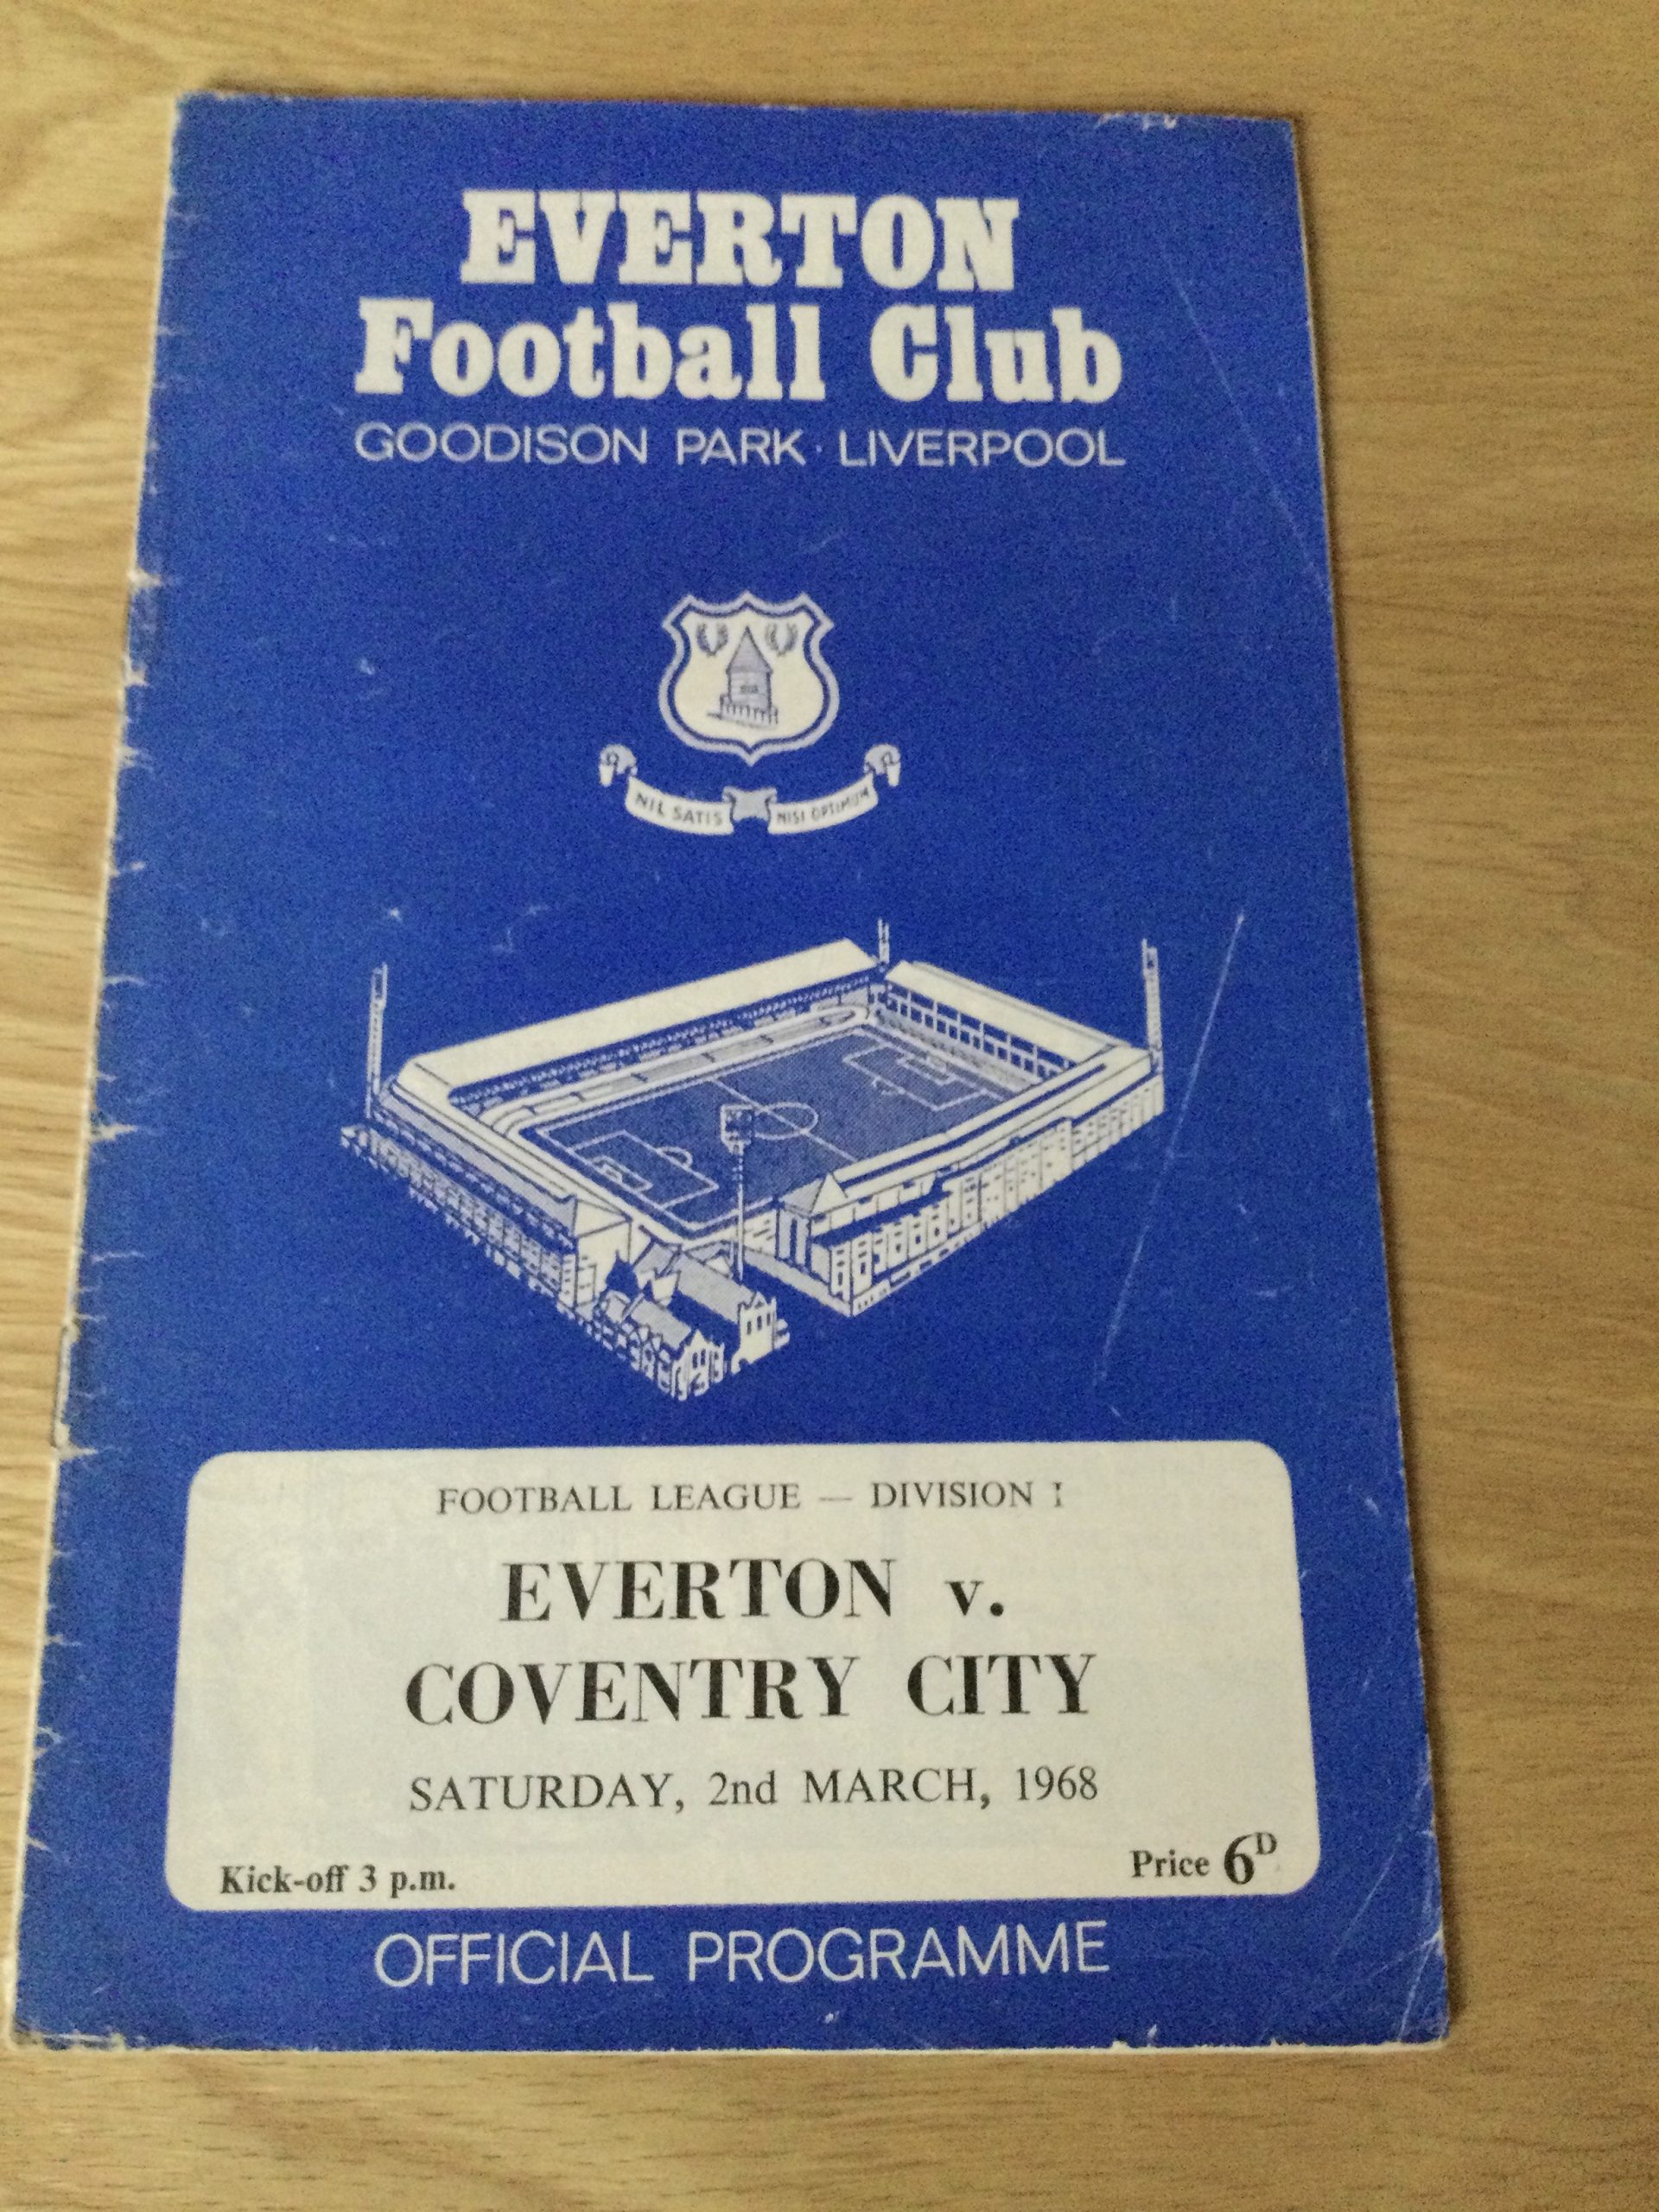 EVERTON
Football Club
GOODISON PARK · LIVERPOOL
NIL SATIS NISI OPTIMUM
FOOTBALL LEAGUE — DIVISION I
EVERTON v.
COVENTRY CITY
SATURDAY, 2nd MARCH, 1968
Kick-off 3 p.m.
Price 6D
OFFICIAL PROGRAMME